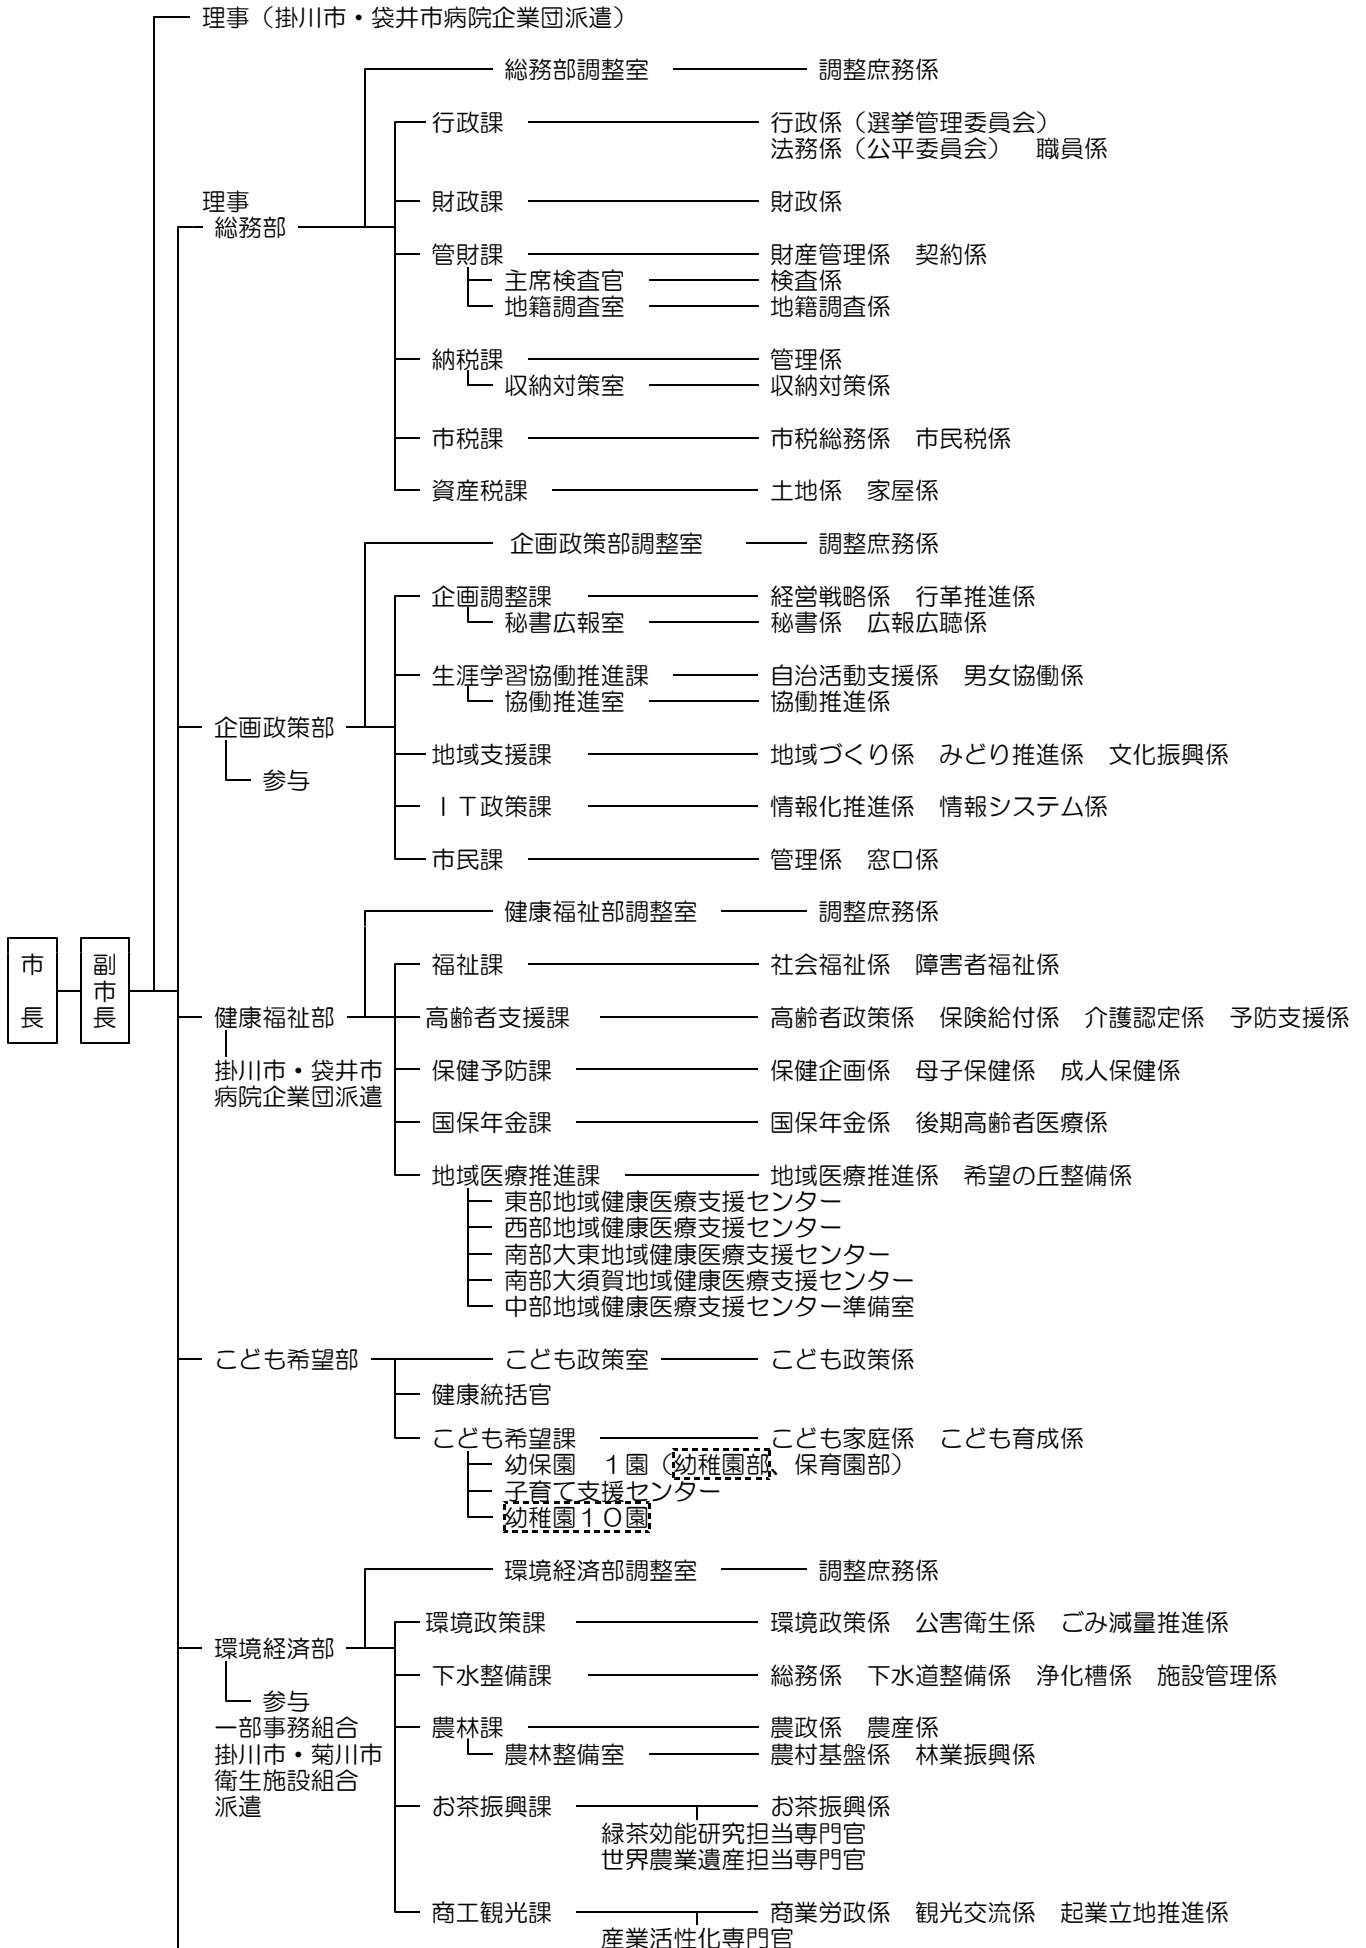 理事（掛川市・袋井市病院企業団派遣）
総務部調整室 調整庶務係
行政課 行政係（選挙管理委員会）
法務係（公平委員会） 職員係
理事
財政課 財政係
総務部
管財課 財産管理係 契約係
主席検査官 検査係
地籍調査室 地籍調査係
納税課 管理係
収納対策室 収納対策係
市税課 市税総務係 市民税係
資産税課 土地係 家屋係
企画政策部調整室 調整庶務係
企画調整課 経営戦略係 行革推進係
秘書広報室 秘書係 広報広聴係
生涯学習協働推進課 自治活動支援係 男女協働係
協働推進室 協働推進係
企画政策部
地域支援課 地域づくり係 みどり推進係 文化振興係
参与
ＩＴ政策課 情報化推進係 情報システム係
市民課 管理係 窓口係
健康福祉部調整室 調整庶務係
市長
副市長
福祉課 社会福祉係 障害者福祉係
健康福祉部 高齢者支援課 高齢者政策係 保険給付係 介護認定係 予防支援係
掛川市・袋井市
病院企業団派遣
保健予防課 保健企画係 母子保健係 成人保健係
国保年金課 国保年金係 後期高齢者医療係
地域医療推進課 地域医療推進係 希望の丘整備係
東部地域健康医療支援センター
西部地域健康医療支援センター
南部大東地域健康医療支援センター
南部大須賀地域健康医療支援センター
中部地域健康医療支援センター準備室
こども希望部 こども政策室 こども政策係
健康統括官
こども希望課 こども家庭係 こども育成係
幼保園 １園（幼稚園部、保育園部）
子育て支援センター
幼稚園１０園
環境経済部調整室 調整庶務係
環境政策課 環境政策係 公害衛生係 ごみ減量推進係
環境経済部
下水整備課 総務係 下水道整備係 浄化槽係 施設管理係
参与
一部事務組合
掛川市・菊川市
衛生施設組合
派遣
農林課 農政係 農産係
農林整備室 農村基盤係 林業振興係
お茶振興課 お茶振興係
緑茶効能研究担当専門官
世界農業遺産担当専門官
商工観光課 商業労政係 観光交流係 起業立地推進係
産業活性化専門官